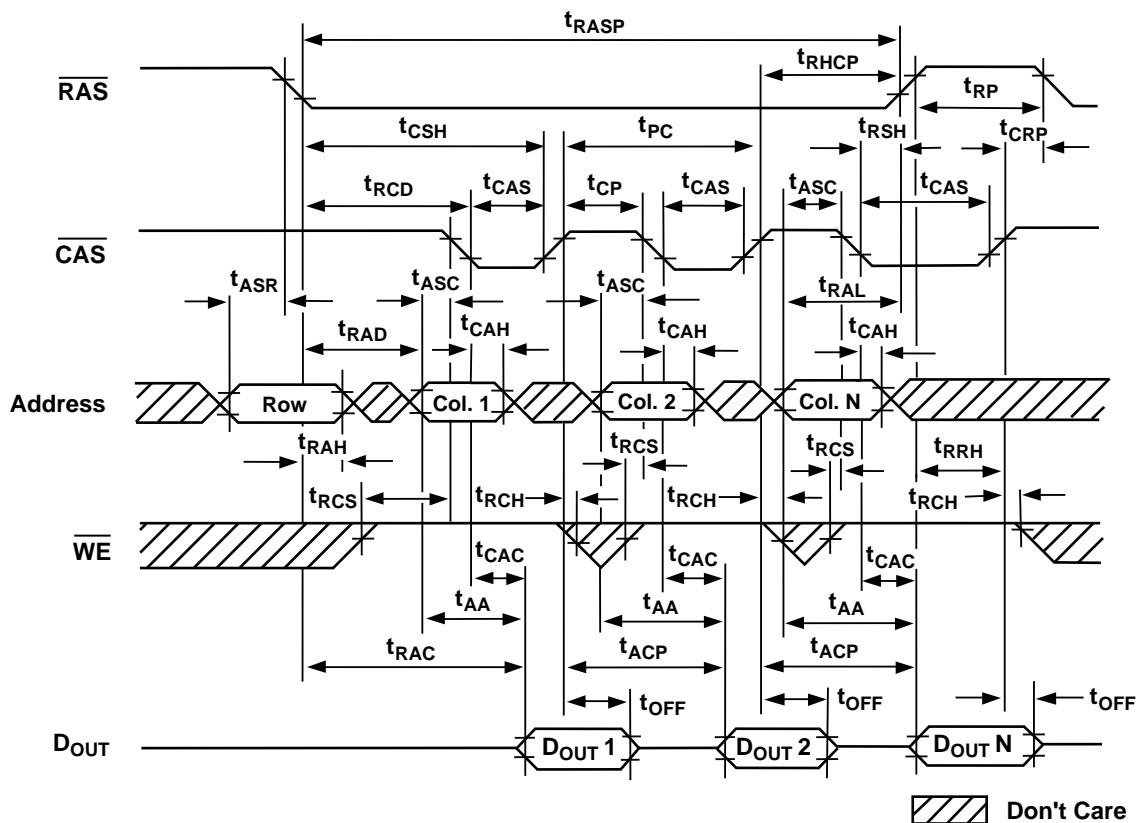 tRASP
tRHCP
RAS
tRP
tCSH tPC tRSH tCRP
tRCD tCAS tCP tCAS tASC tCAS
CAS
tASR tASC tASC tRAL
tRAD tCAH tCAH tCAH
Address Row Col. 1 Col. 2 Col. N
tRAH tRCS tRCS tRRH
tRCS tRCH tRCH tRCH
WE
tCAC tCAC tCAC
tAA tAA tAA
tRAC tACP tACP
tOFF tOFF tOFF
DOUT DOUT 1 DOUT 2 DOUT N
Don't Care